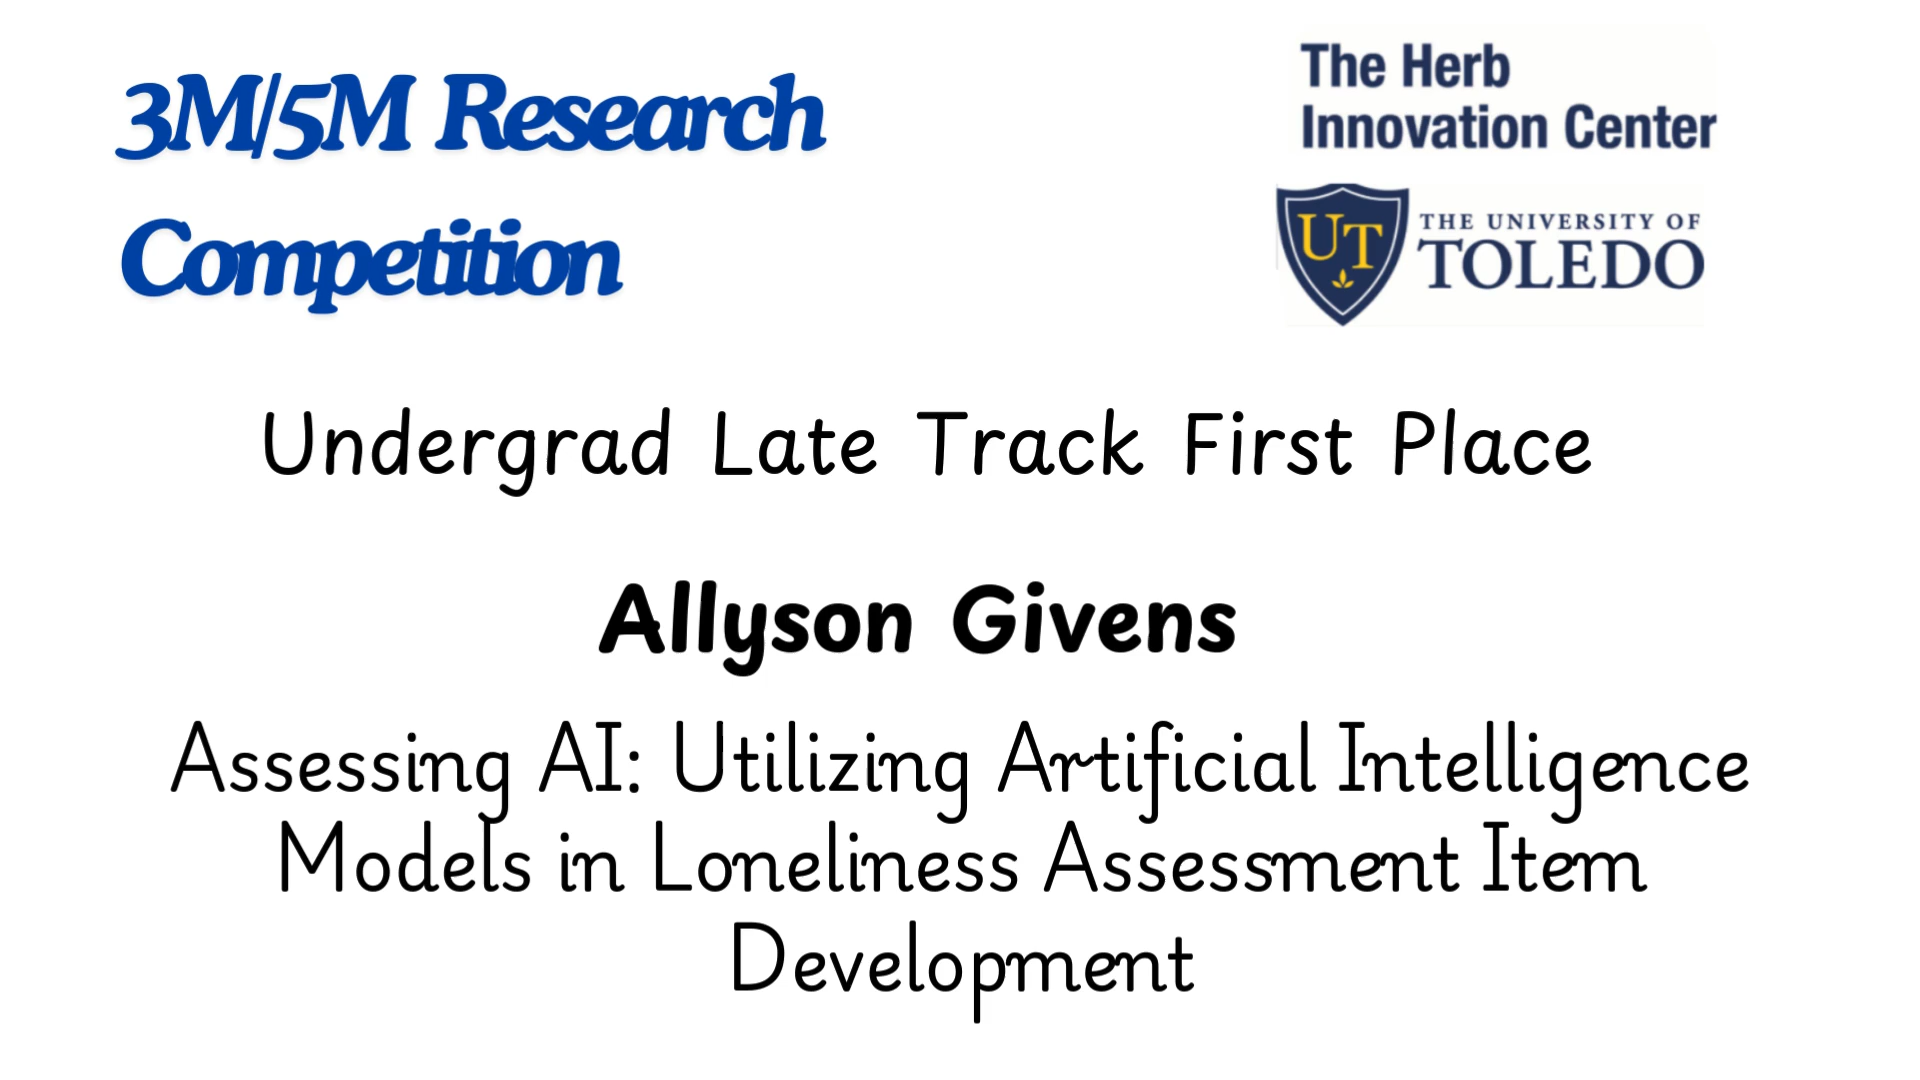 3M/5M Research
Competition
The Herb
Innovation Center
UT
THE UNIVERSITY OF
TOLEDO
Undergrad Late Track First Place
Allyson Givens
Assessing AI: Utilizing Artificial Intelligence
Models in Loneliness Assessment Item
Development